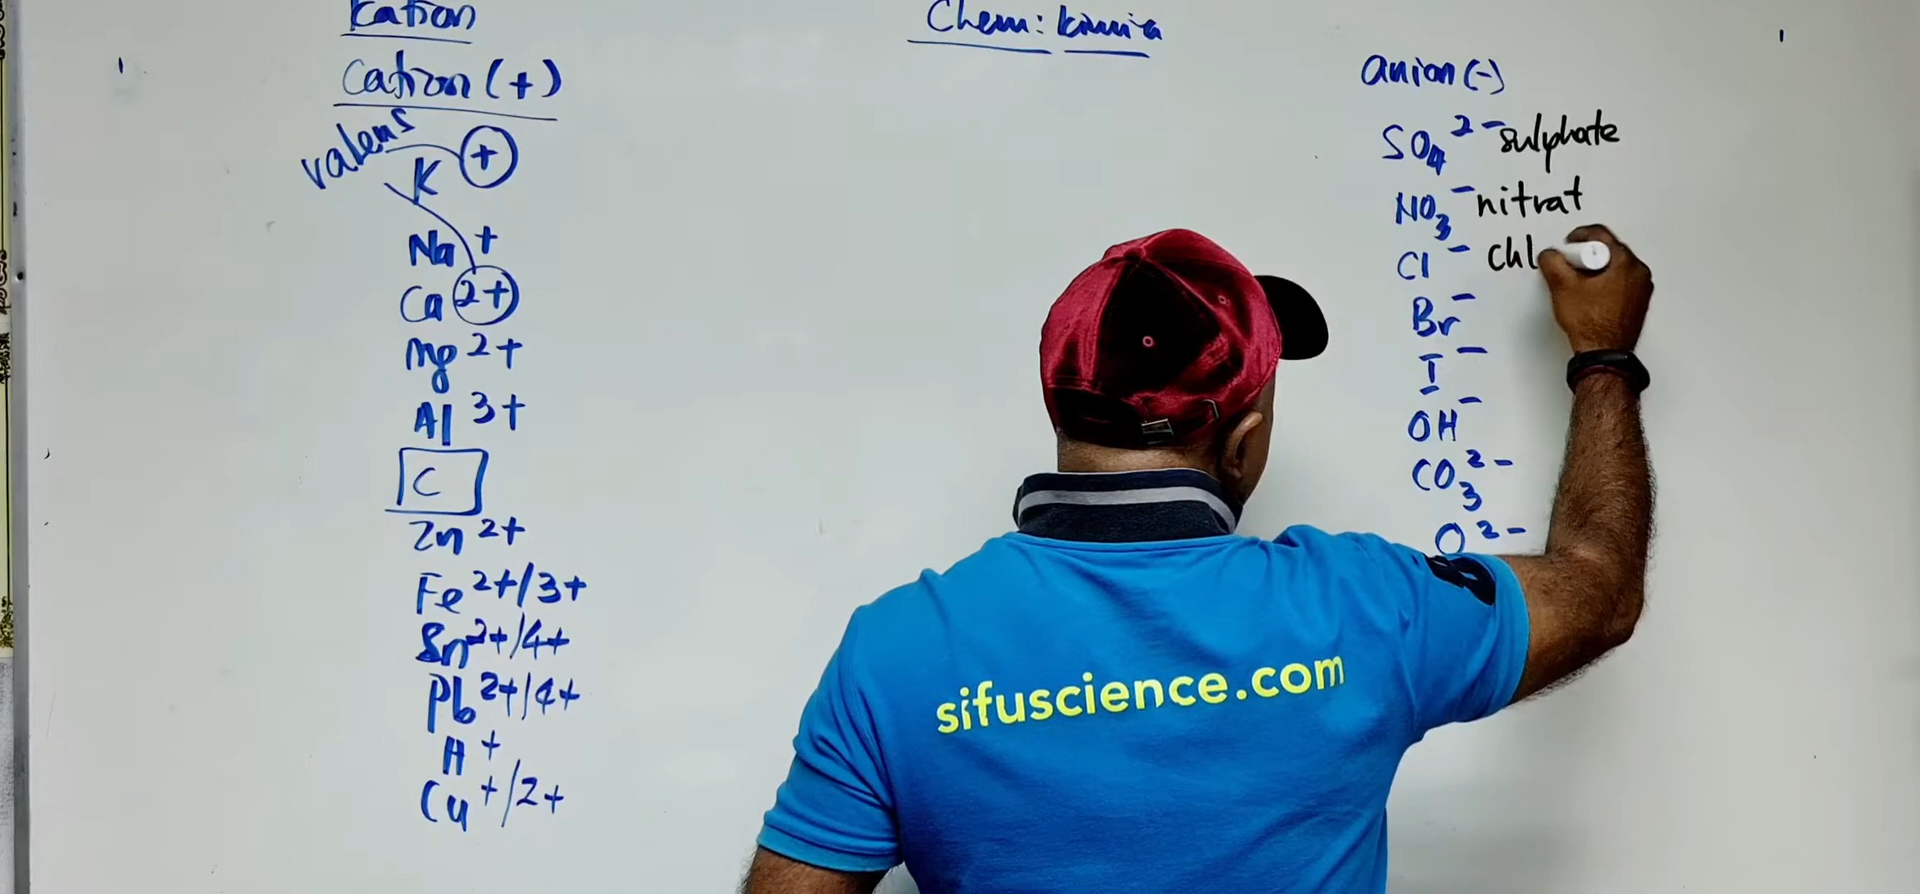 Kation
Cation (+)
valens
K +
Na +
Ca 2+
Mg 2+
Al 3+
C
Zn 2+
Fe 2+/3+
Sn 2+/4+
Pb 2+/4+
H +
Cu +/2+
Chem: kimia
anion (-)
SO4 2- sulphate
NO3 - nitrat
Cl - chl
Br -
I -
OH -
CO3 2-
O 2-
sifuscience.com